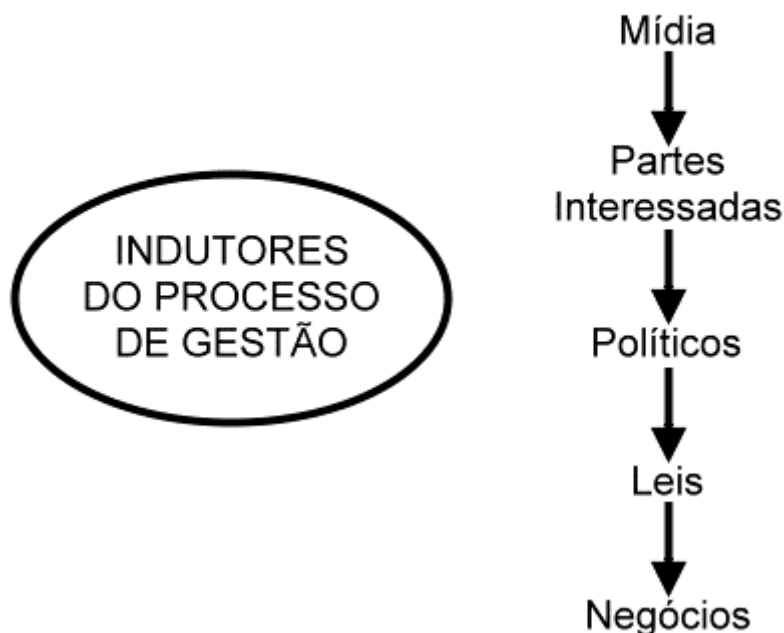 INDUTORES
DO PROCESSO
DE GESTÃO
Mídia
Partes
Interessadas
Políticos
Leis
Negócios